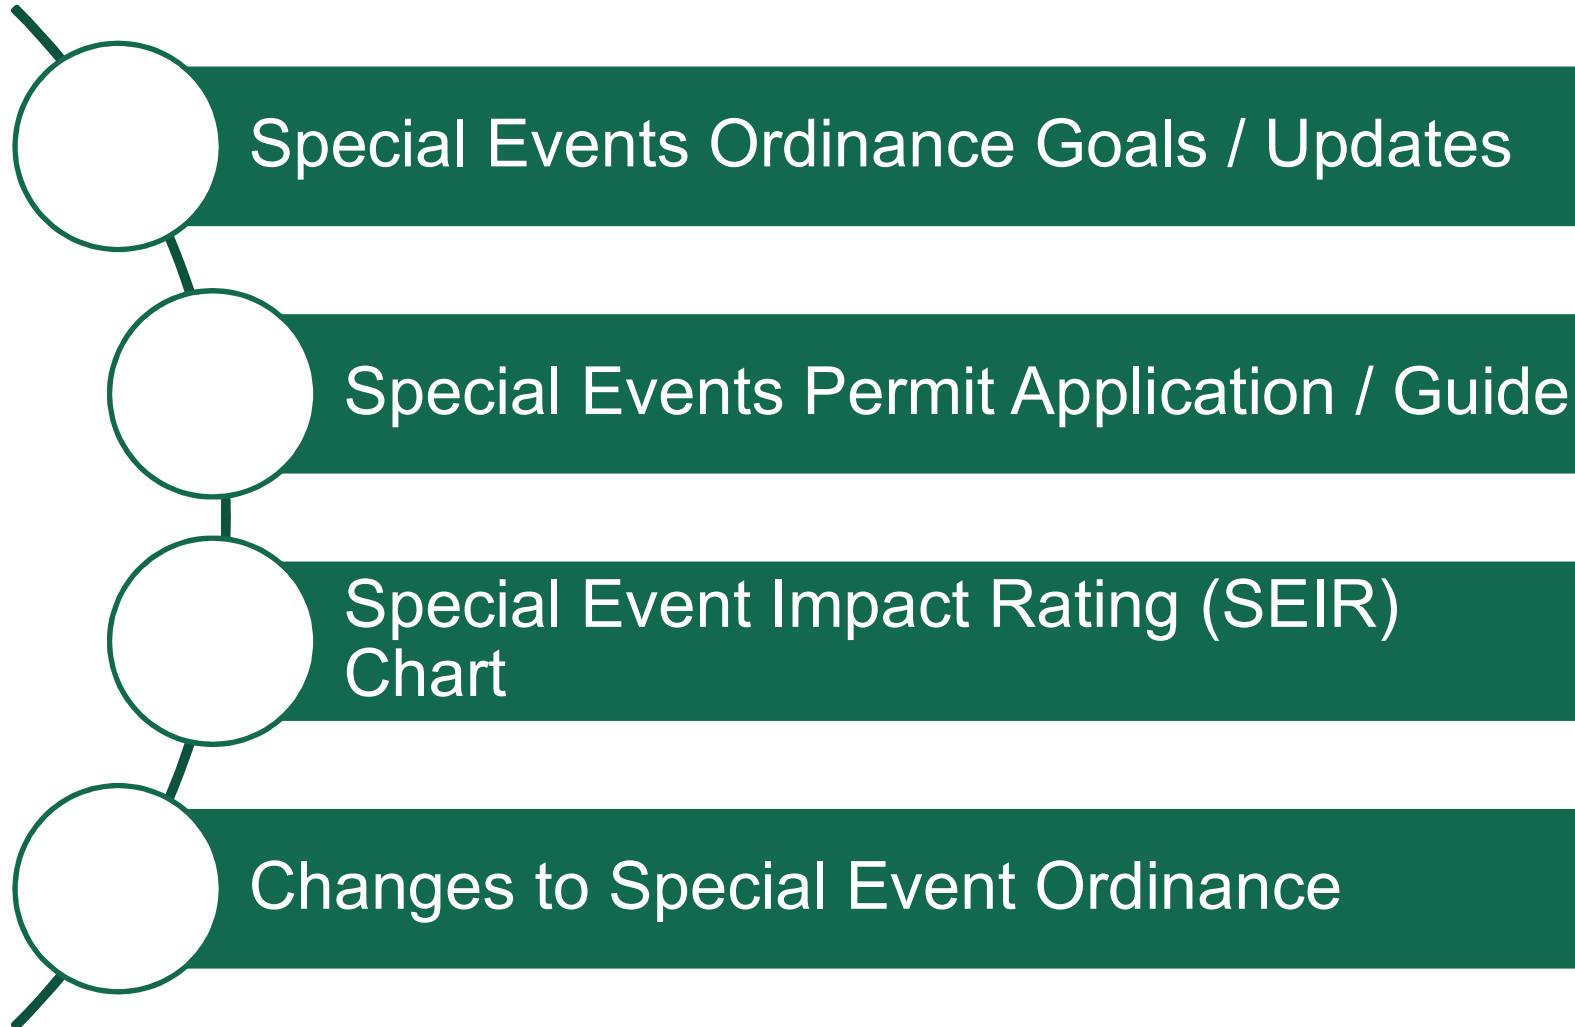 Special Events Ordinance Goals / Updates
Special Events Permit Application / Guide
Special Event Impact Rating (SEIR)
Chart
Changes to Special Event Ordinance